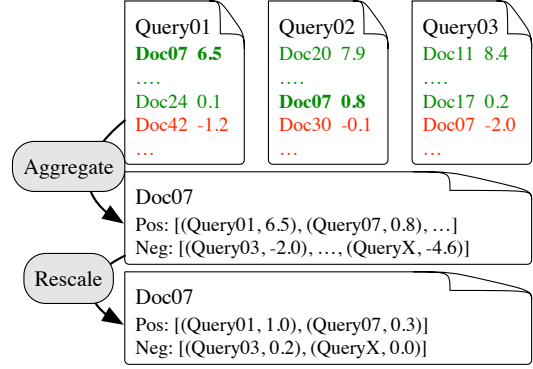 Query01
Doc07 6.5
....
Doc24 0.1
Doc42 -1.2
...
Query02
Doc20 7.9
....
Doc07 0.8
Doc30 -0.1
...
Query03
Doc11 8.4
....
Doc17 0.2
Doc07 -2.0
...
Aggregate
Doc07
Pos: [(Query01, 6.5), (Query07, 0.8), ...]
Neg: [(Query03, -2.0), ..., (QueryX, -4.6)]
Rescale
Doc07
Pos: [(Query01, 1.0), (Query07, 0.3)]
Neg: [(Query03, 0.2), (QueryX, 0.0)]